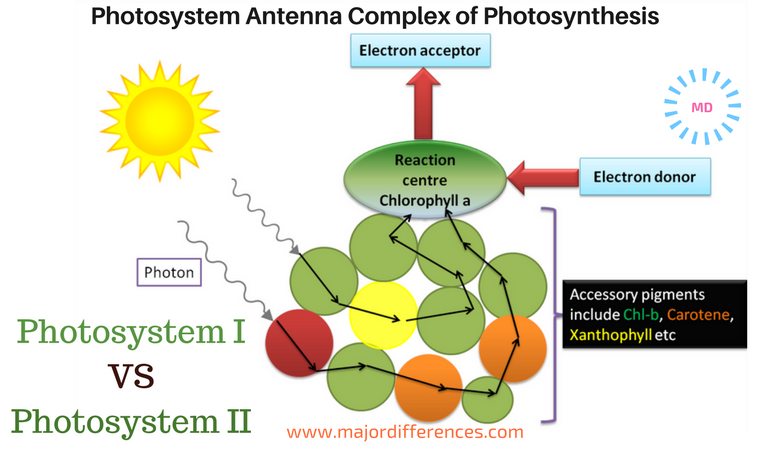 Photosystem Antenna Complex of Photosynthesis
Electron acceptor
MD
Reaction
centre
Chlorophyll a
Electron donor
Photon
Accessory pigments
include Chl-b, Carotene,
Xanthophyll etc
Photosystem I
VS
Photosystem II
www.majordifferences.com